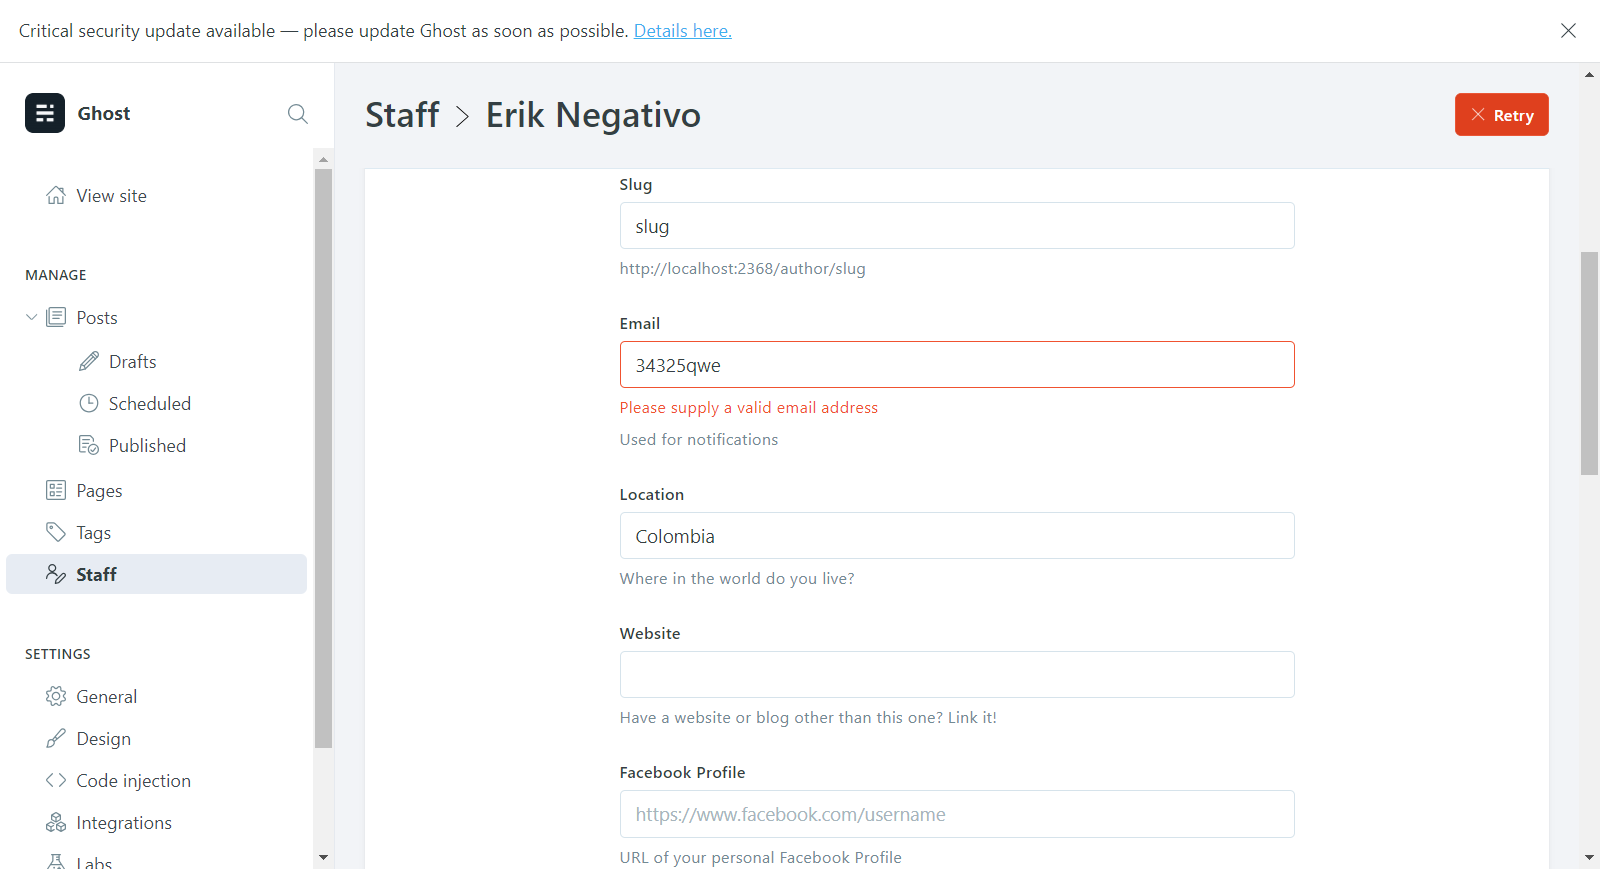 Critical security update available — please update Ghost as soon as possible. Details here.
Ghost
View site
MANAGE
Posts
Drafts
Scheduled
Published
Pages
Tags
Staff
SETTINGS
General
Design
Code injection
Integrations
Labs
Staff > Erik Negativo
Retry
Slug
slug
http://localhost:2368/author/slug
Email
34325qwe
Please supply a valid email address
Used for notifications
Location
Colombia
Where in the world do you live?
Website
Have a website or blog other than this one? Link it!
Facebook Profile
https://www.facebook.com/username
URL of your personal Facebook Profile